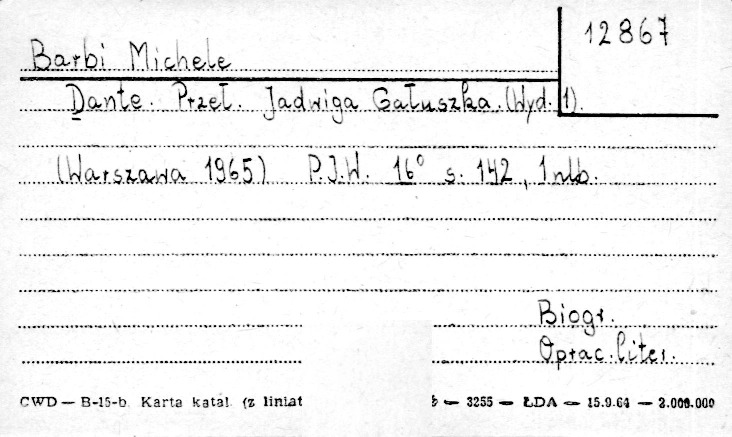 12867
Barbi Michele
Dante. Przeł. Jadwiga Gałuszka. (Wyd. 1).
(Warszawa 1965) P.I.W. 16° s. 142, 1 nlb.
Biogr.
Oprac. liter.
CWD — B-15-b. Karta katal. (z liniat b — 3255 — ŁDA — 15.9.64 — 2.000.000